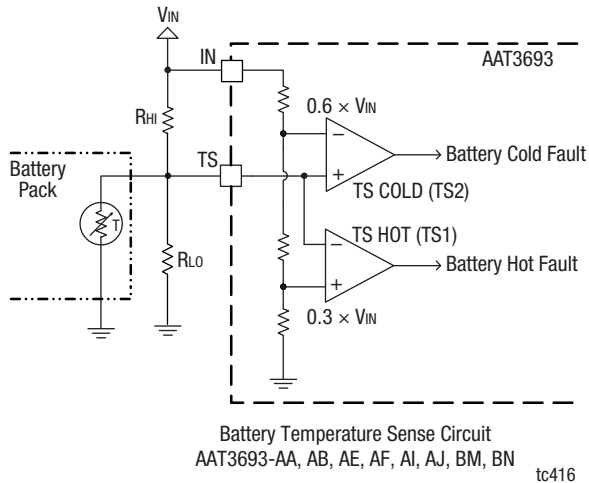 VIN
IN
AAT3693
RHI
0.6 × VIN
TS
Battery Cold Fault
TS COLD (TS2)
Battery
Pack
T
RLO
TS HOT (TS1)
Battery Hot Fault
0.3 × VIN
Battery Temperature Sense Circuit
AAT3693-AA, AB, AE, AF, AI, AJ, BM, BN
tc416